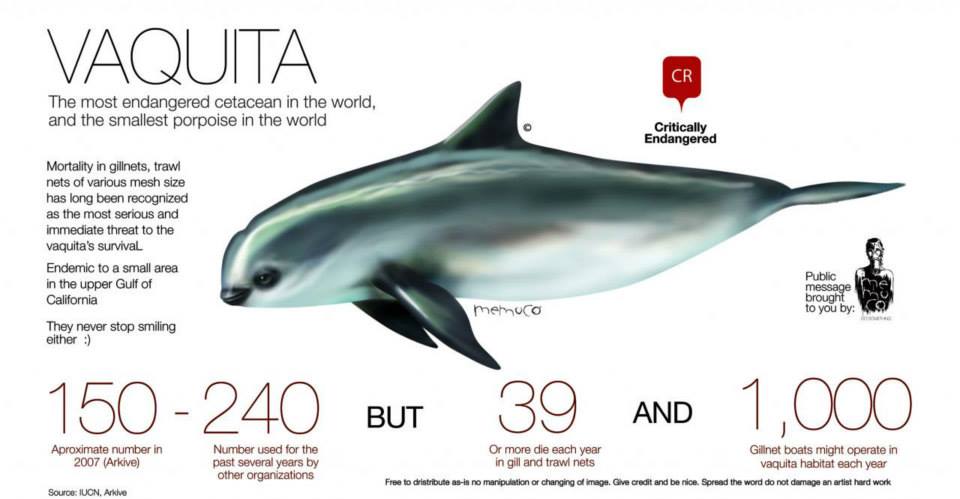 VAQUITA
The most endangered cetacean in the world,
and the smallest porpoise in the world
CR
Critically
Endangered
©
Mortality in gillnets, trawl
nets of various mesh size
has long been recognized
as the most serious and
immediate threat to the
vaquita's survivaL
Endemic to a small area
in the upper Gulf of
California
They never stop smiling
either :)
memuco
Public
message
brought
to you by:
me
mu
co
150 - 240
BUT
39
AND
1,000
Aproximate number in
2007 (Arkive)
Number used for the
past several years by
other organizations
Or more die each year
in gill and trawl nets
Gillnet boats might operate in
vaquita habitat each year
Source: IUCN, Arkive
Free to dristribute as-is no manipulation or changing of image. Give credit and be nice. Spread the word do not damage an artist hard work